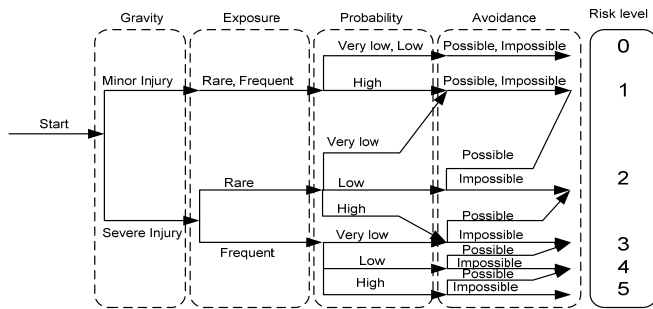 Gravity Exposure Probability Avoidance Risk level
Very low, Low Possible, Impossible 0
Minor Injury Rare, Frequent High Possible, Impossible 1
Start
Very low
Possible
Rare Low Impossible 2
High Possible
Severe Injury Very low Impossible 3
Frequent Possible
Low Impossible 4
Possible
High Impossible 5